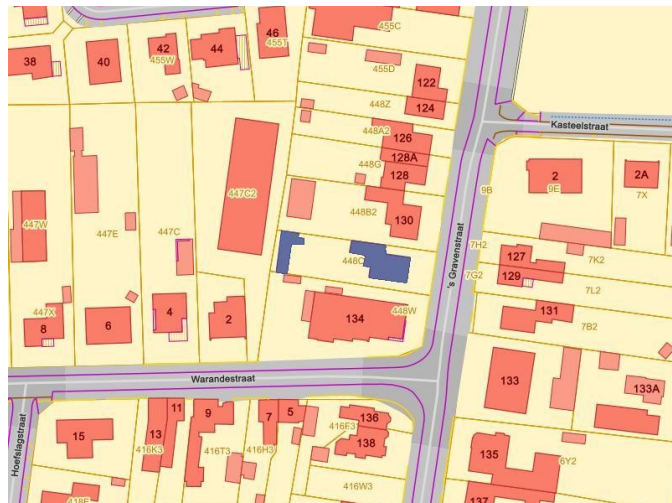 46
455T
455C
38
40
42
455W
44
455D
122
124
448Z
Kasteelstraat
448A2
126
128A
448G
128
2
9E
2A
7X
9B
447C2
448B2
130
's Gravenstraat
447W
447E
447C
448C
7H2
127
7K2
7G2
129
7L2
447X
8
6
4
2
134
448W
131
7B2
133
133A
Warandestraat
Hoefslagstraat
15
13
11
9
7
5
136
416F3
138
416K3
416T3
416H3
135
6Y2
416W3
418E
137